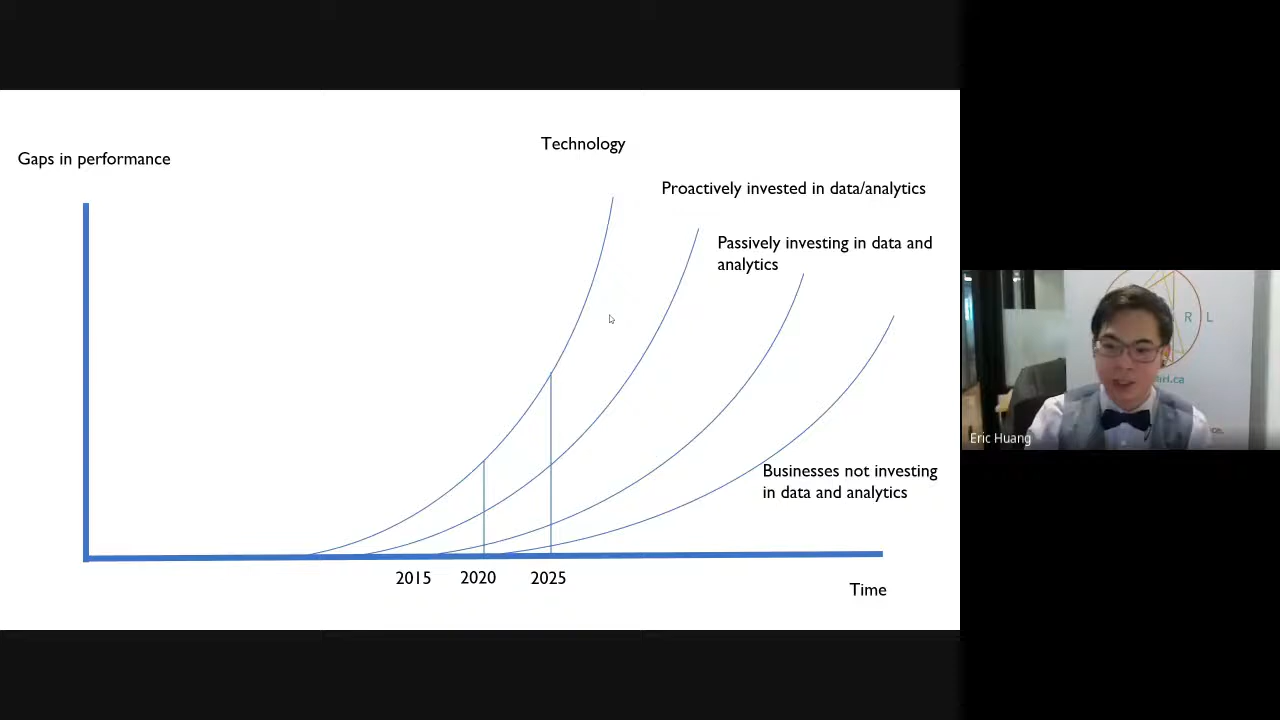 Technology
Gaps in performance
Proactively invested in data/analytics
Passively investing in data and
analytics
Businesses not investing
in data and analytics
2015 2020 2025
Time
R L
Eric Huang